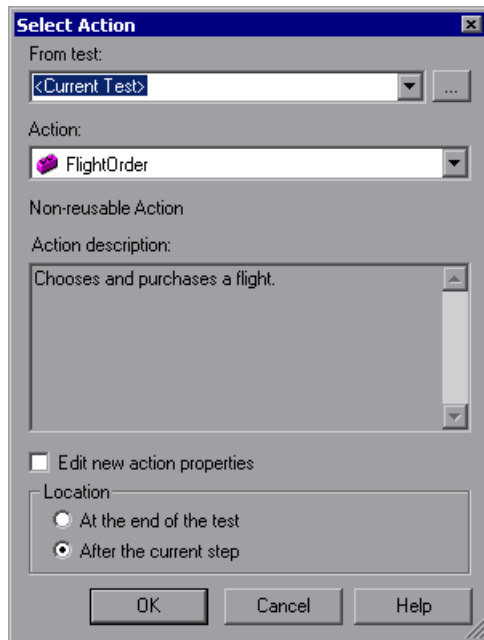 Select Action
From test:
<Current Test>
...
Action:
FlightOrder
Non-reusable Action
Action description:
Chooses and purchases a flight.
Edit new action properties
Location
At the end of the test
After the current step
OK Cancel Help